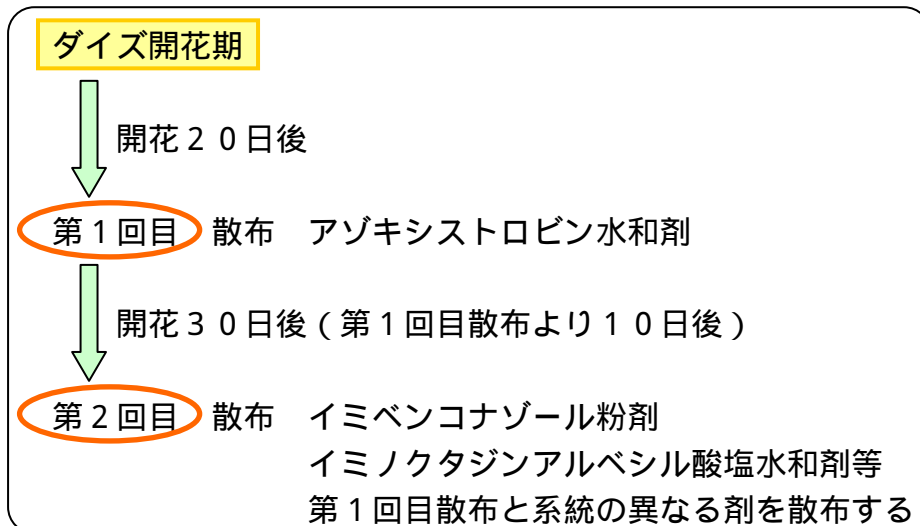 ダイズ開花期
開花２０日後
第１回目 散布　アゾキシストロビン水和剤
開花３０日後（第１回目散布より１０日後）
第２回目 散布　イミベンコナゾール粉剤
イミノクタジンアルベシル酸塩水和剤等
第１回目散布と系統の異なる剤を散布する